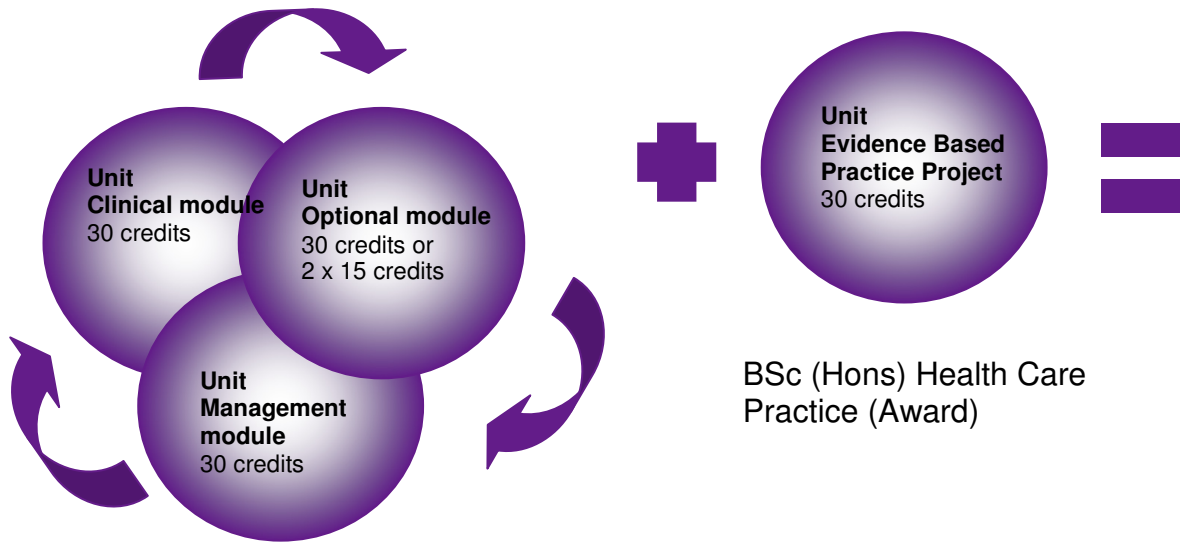 Unit
Clinical module
30 credits
Unit
Optional module
30 credits or
2 x 15 credits
Unit
Management
module
30 credits
Unit
Evidence Based
Practice Project
30 credits
BSc (Hons) Health Care
Practice (Award)